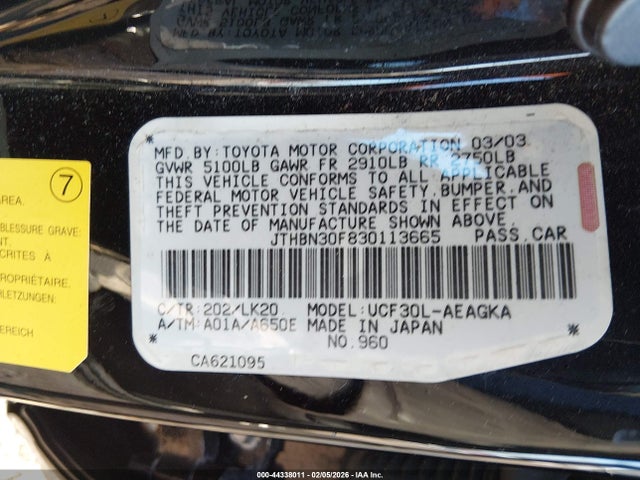 MFD.BY:TOYOTA MOTOR CORPORATION 03/03
GVWR 5100LB GAWR FR 2910LB RR 2750LB
THIS VEHICLE CONFORMS TO ALL APPLICABLE
FEDERAL MOTOR VEHICLE SAFETY,BUMPER,AND
THEFT PREVENTION STANDARDS IN EFFECT ON
THE DATE OF MANUFACTURE SHOWN ABOVE.
JTHBN30F830113665 PASS.CAR
C/TR:202/LK20 MODEL:UCF30L-AEAGKA
A/TM:A01A/A650E MADE IN JAPAN
NO.960
CA621095
7
AREA.
BLESSURE GRAVE:
NT.
CRITES À
PROPRIÉTAIRE.
LETZUNGEN:
BEREICH
000-44338011 - 02/05/2026 - IAA Inc.